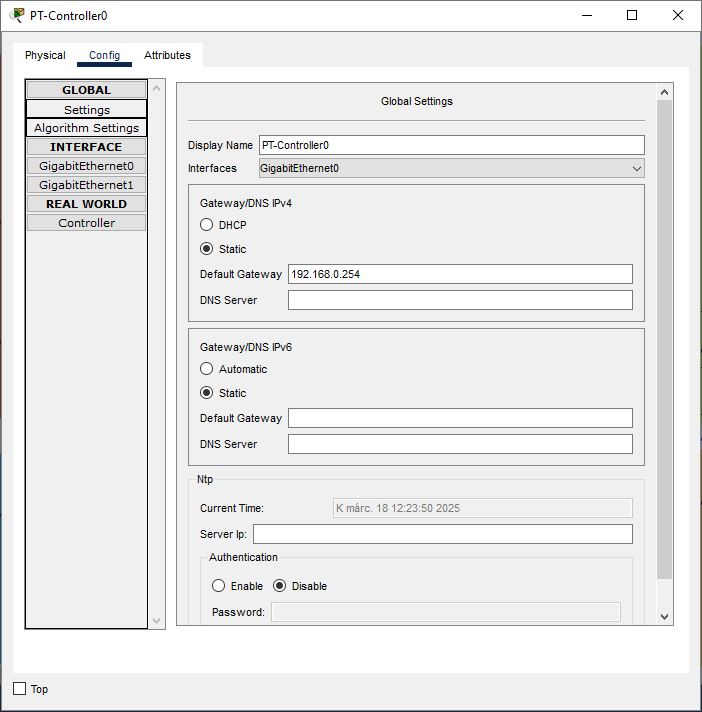 PT-Controller0
Physical Config Attributes
GLOBAL
Settings
Algorithm Settings
INTERFACE
GigabitEthernet0
GigabitEthernet1
REAL WORLD
Controller
Global Settings
Display Name PT-Controller0
Interfaces GigabitEthernet0
Gateway/DNS IPv4
DHCP
Static
Default Gateway 192.168.0.254
DNS Server
Gateway/DNS IPv6
Automatic
Static
Default Gateway
DNS Server
Ntp
Current Time: K márc. 18 12:23:50 2025
Server Ip:
Authentication
Enable Disable
Password:
Top